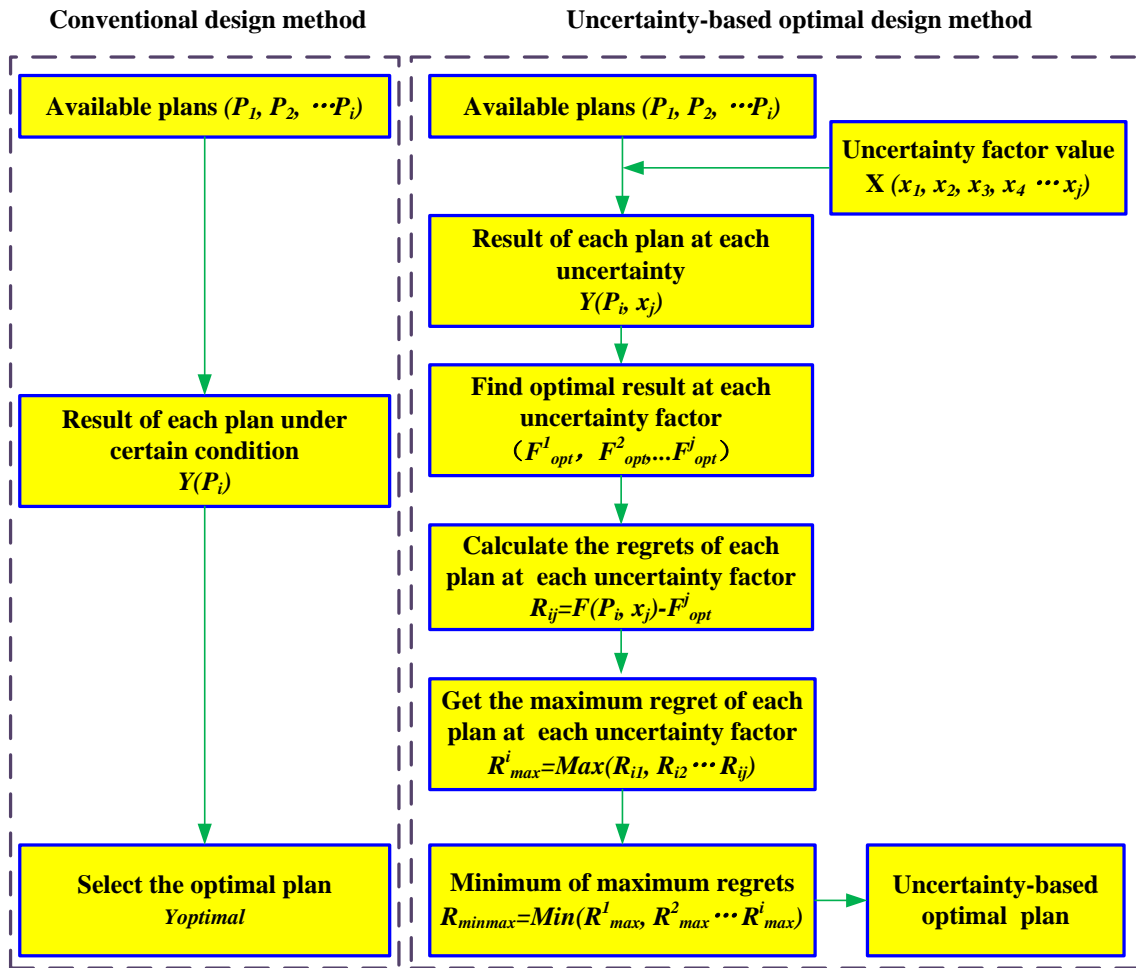 Conventional design method
Available plans (P1, P2, ⋯Pi)
Result of each plan under
certain condition
Y(Pi)
Select the optimal plan
Yoptimal
Uncertainty-based optimal design method
Available plans (P1, P2, ⋯Pi)
Uncertainty factor value
X (x1, x2, x3, x4 ⋯xj)
Result of each plan at each
uncertainty
Y(Pi, xj)
Find optimal result at each
uncertainty factor
（F1opt， F2opt,...Fjopt）
Calculate the regrets of each
plan at each uncertainty factor
Rij=F(Pi, xj)-Fjopt
Get the maximum regret of each
plan at each uncertainty factor
Rimax=Max(Ri1, Ri2⋯Rij)
Minimum of maximum regrets
Rminmax=Min(R1max, R2max⋯Rimax)
Uncertainty-based
optimal plan